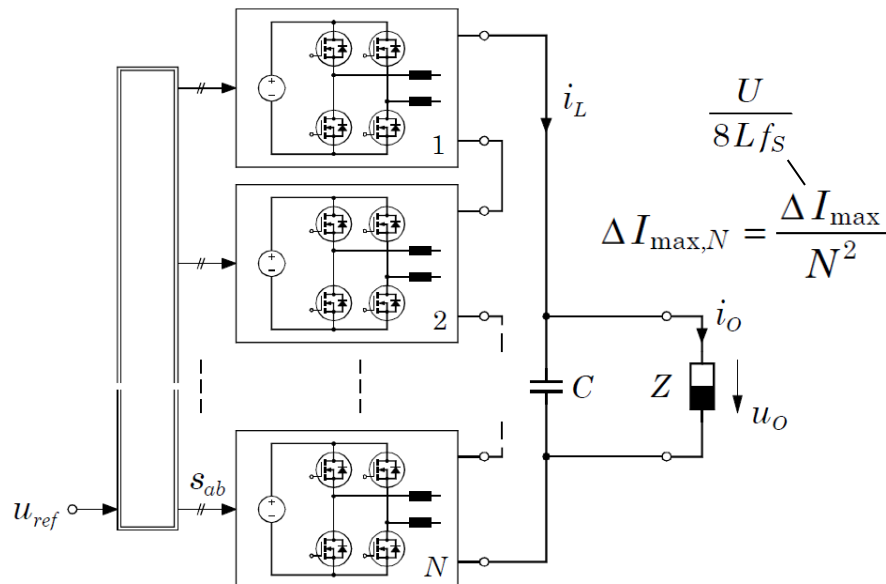 1
i_L
U
8Lf_S
ΔI_max,N = ΔI_max
N^2
2
i_O
C
Z
u_O
s_ab
u_ref
N